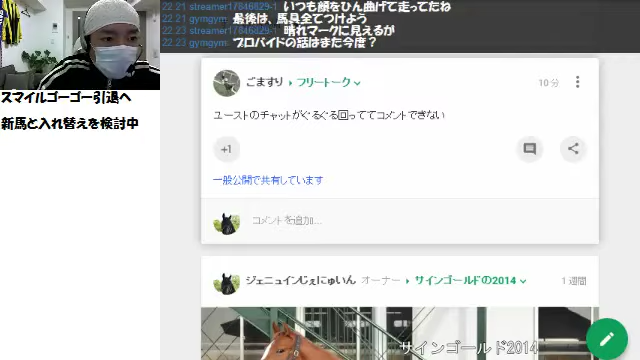 22 21 streamer17846829-1 いつも顔をひん曲げて走ってたね
22 21 gymgym: 最後は、馬具全てつけよう
22 23 streamer17846829-1 晴れマークに見えるが
22 23 gymgym: プロバイドの話はまた今度？
スマイルゴーゴー引退へ
新馬と入れ替えを検討中
ごますり ▸ フリートーク
10分
ユーストのチャットがぐるぐる回っててコメントできない
+1
一般公開で共有しています
コメントを追加...
ジェニュインじぇにゅいん オーナー ▸ サインゴールドの2014
1週間
サインゴールド2014